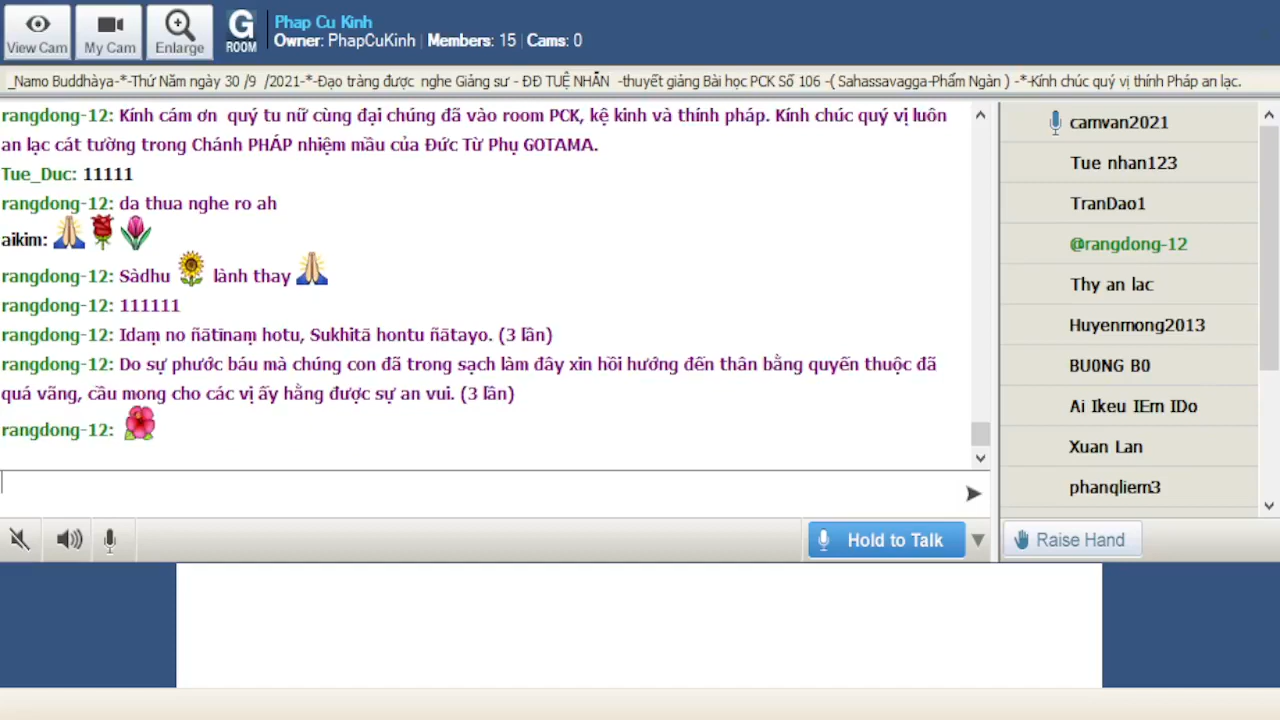 View Cam
My Cam
Enlarge
G
ROOM
Phap Cu Kinh
Owner: PhapCuKinh | Members: 15 | Cams: 0
_Namo Buddhàya-*-Thứ Năm ngày 30 /9 /2021-*-Đạo tràng được nghe Giảng sư - ĐĐ TUỆ NHẪN -thuyết giảng Bài học PCK Số 106 -( Sahassavagga-Phẩm Ngàn ) -*-Kính chúc quý vị thính Pháp an lạc.
rangdong-12: Kính cám ơn quý tu nữ cùng đại chúng đã vào room PCK, kệ kinh và thính pháp. Kính chúc quý vị luôn
an lạc cát tường trong Chánh PHÁP nhiệm mầu của Đức Từ Phụ GOTAMA.
Tue_Duc: 11111
rangdong-12: da thua nghe ro ah
aikim:
rangdong-12: Sàdhu lành thay
rangdong-12: 111111
rangdong-12: Idaṃ no ñātīnaṃ hotu, Sukhitā hontu ñātayo. (3 lần)
rangdong-12: Do sự phước báu mà chúng con đã trong sạch làm đây xin hồi hướng đến thân bằng quyến thuộc đã
quá vãng, cầu mong cho các vị ấy hằng được sự an vui. (3 lần)
rangdong-12:
camvan2021
Tue nhan123
TranDao1
@rangdong-12
Thy an lac
Huyenmong2013
BU0NG B0
Ai Ikeu IEm IDo
Xuan Lan
phanqliem3
Hold to Talk
Raise Hand